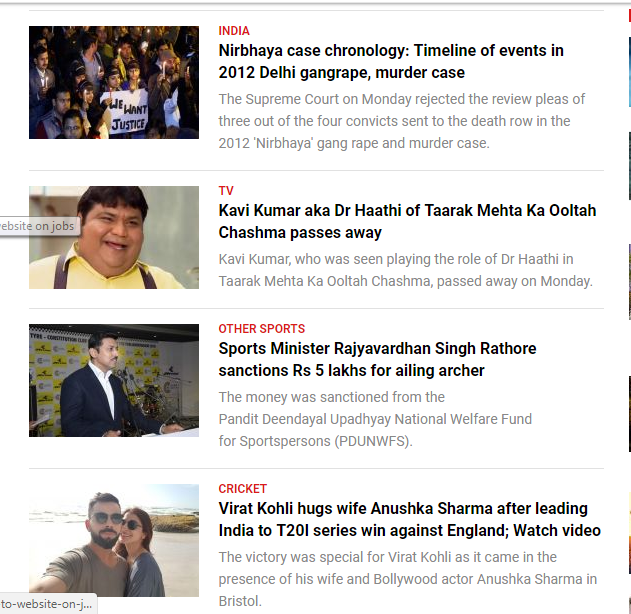 INDIA
Nirbhaya case chronology: Timeline of events in
2012 Delhi gangrape, murder case
The Supreme Court on Monday rejected the review pleas of
three out of the four convicts sent to the death row in the
2012 'Nirbhaya' gang rape and murder case.
WE WANT
JUSTICE
TV
Kavi Kumar aka Dr Haathi of Taarak Mehta Ka Ooltah
Chashma passes away
Kavi Kumar, who was seen playing the role of Dr Haathi in
Taarak Mehta Ka Ooltah Chashma, passed away on Monday.
ebsite on jobs
OTHER SPORTS
Sports Minister Rajyavardhan Singh Rathore
sanctions Rs 5 lakhs for ailing archer
The money was sanctioned from the
Pandit Deendayal Upadhyay National Welfare Fund
for Sportspersons (PDUNWFS).
TYRE - CONSTITUTION CLU
CRICKET
Virat Kohli hugs wife Anushka Sharma after leading
India to T20I series win against England; Watch video
The victory was special for Virat Kohli as it came in the
presence of his wife and Bollywood actor Anushka Sharma in
Bristol.
-to-website-on-j...